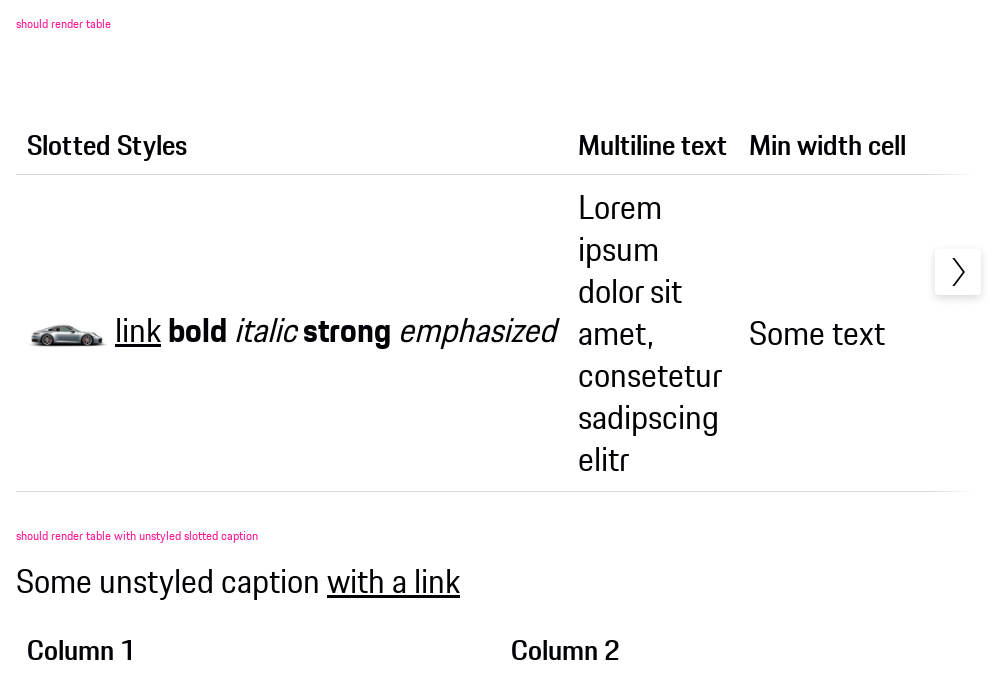 should render table
Slotted Styles Multiline text Min width cell
link bold italic strong emphasized
Lorem
ipsum
dolor sit
amet,
consetetur
sadipscing
elitr
Some text
should render table with unstyled slotted caption
Some unstyled caption with a link
Column 1 Column 2